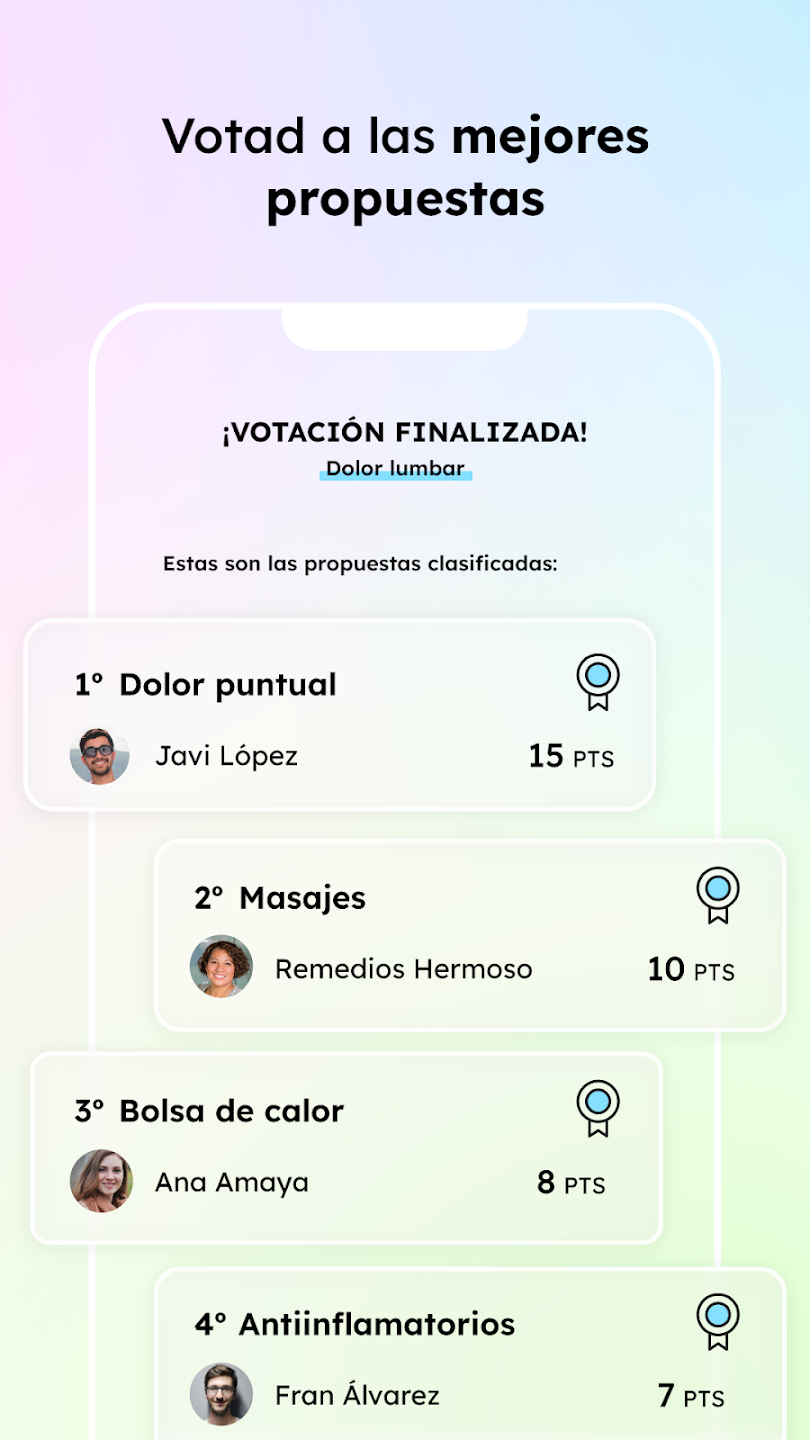 Votad a las mejores
propuestas
¡VOTACIÓN FINALIZADA!
Dolor lumbar
Estas son las propuestas clasificadas:
1º Dolor puntual
Javi López 15 PTS
2º Masajes
Remedios Hermoso 10 PTS
3º Bolsa de calor
Ana Amaya 8 PTS
4º Antiinflamatorios
Fran Álvarez 7 PTS